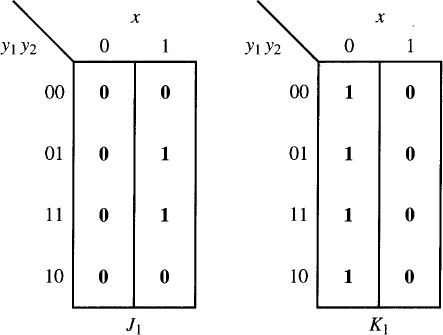 x x
y₁ y₂ 0 1 y₁ y₂ 0 1
00 0 0 00 1 0
01 0 1 01 1 0
11 0 1 11 1 0
10 0 0 10 1 0
J₁ K₁